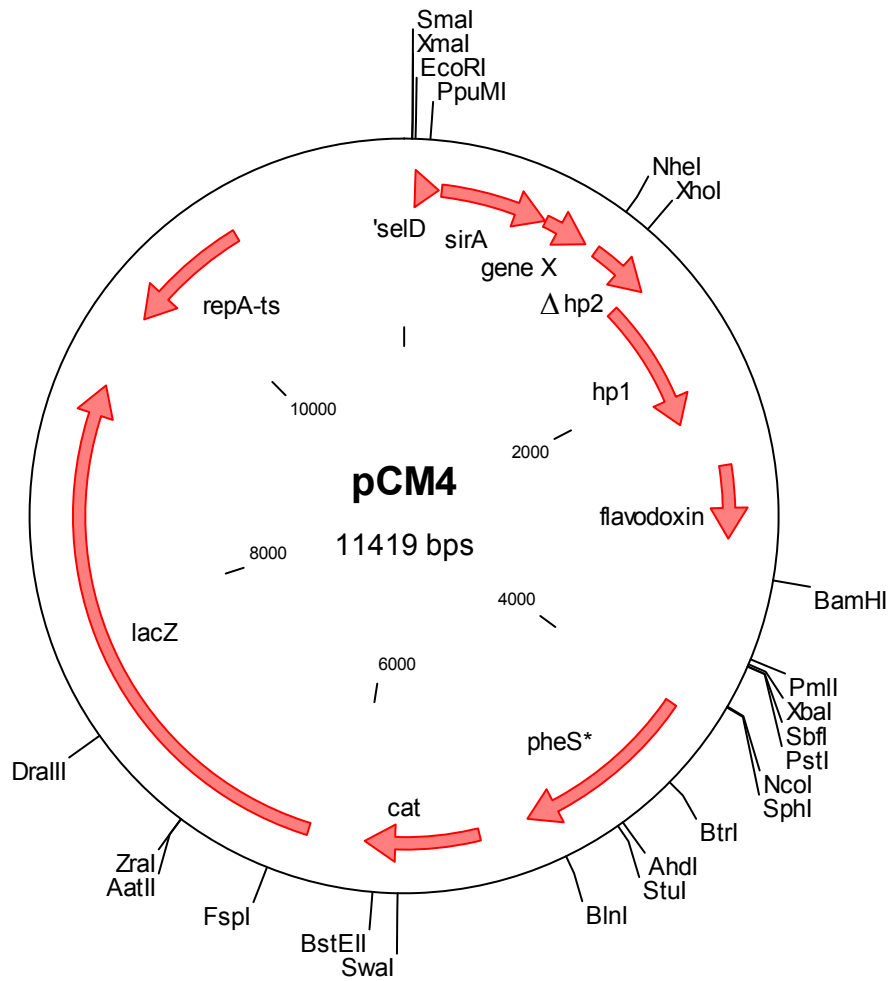 SmaI
XmaI
EcoRI
PpuMI
NheI
XhoI
'selD
sirA
gene X
Δ hp2
repA-ts
hp1
10000
2000
pCM4
flavodoxin
11419 bps
8000
BamHI
4000
lacZ
6000
PmlI
XbaI
SbfI
PstI
pheS*
DraIII
NcoI
SphI
cat
BtrI
ZraI
AatII
AhdI
StuI
FspI
BlnI
BstEII
SwaI